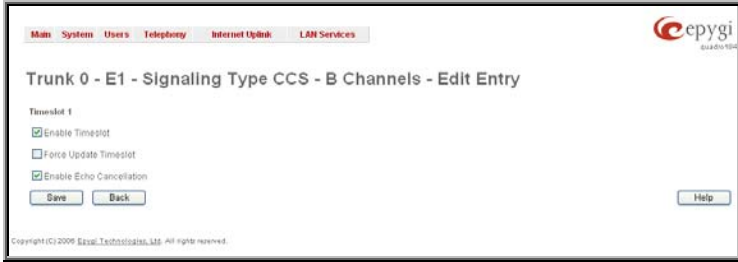 Main System Users Telephony Internet Uplink LAN Services
epygi
Trunk 0 - E1 - Signaling Type CCS - B Channels - Edit Entry
Timeslot 1
Enable Timeslot
Force Update Timeslot
Enable Echo Cancellation
Save Back Help
Copyright (C) 2006 Epygi Technologies, Ltd. All rights reserved.